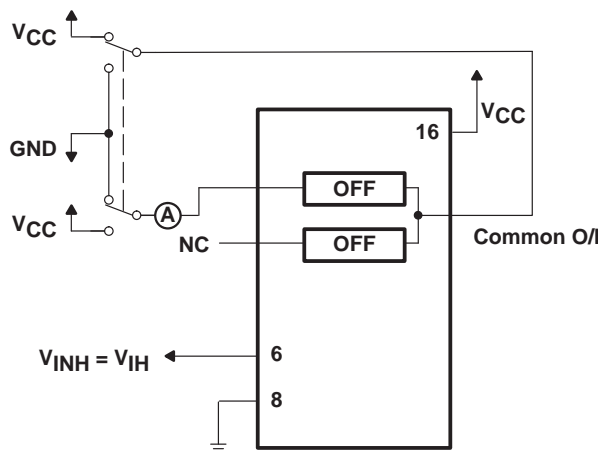 VCC
GND
VCC
A
16
VCC
OFF
OFF
NC
Common O/I
VINH = VIH
6
8